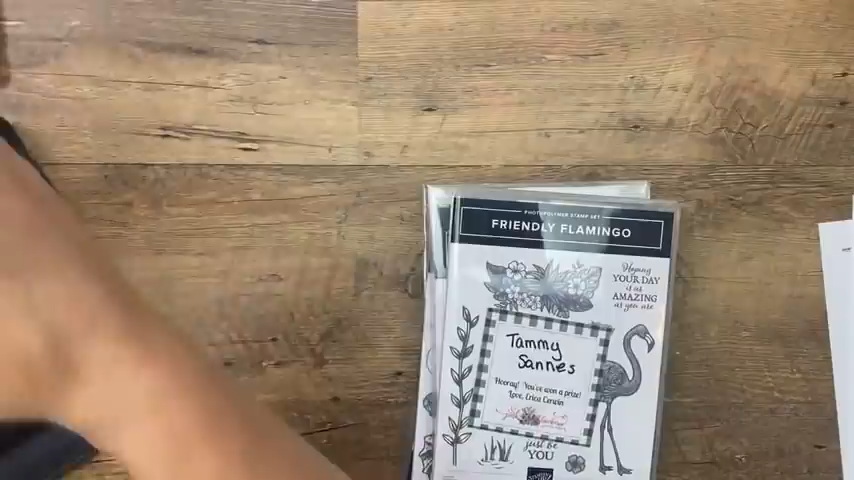 PHOTOPOLYMER STAMP SET
FRIENDLY FLAMINGO
Hoping
YOUR DAY
is as
AMAZING
as you are
Tammy
Sannes
Hooray! You've won a prize!
Love, Erica Cerwin
just be
YOU